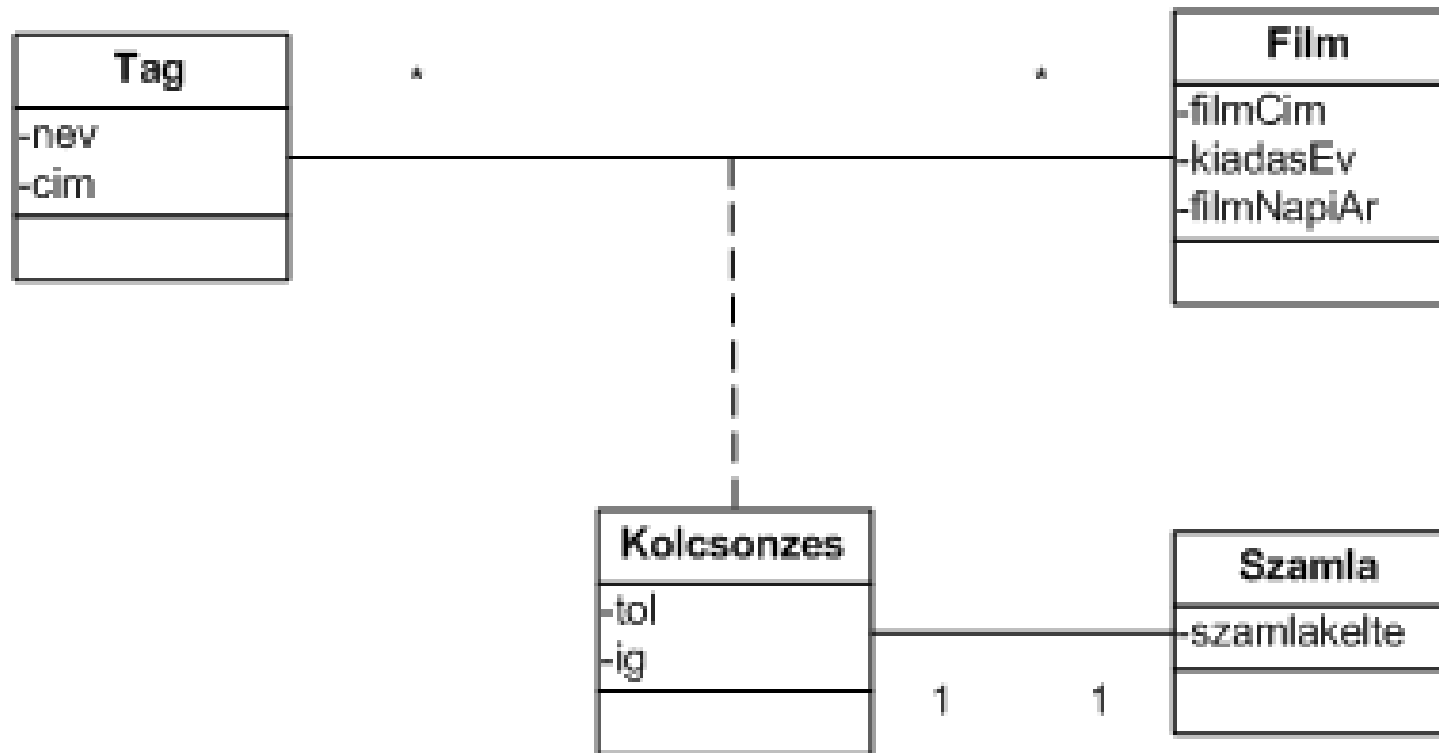 Tag
-nev
-cim
*
*
Film
-filmCim
-kiadasEv
-filmNapiAr
Kolcsonzes
-tol
-ig
1
1
Szamla
-szamlakelte